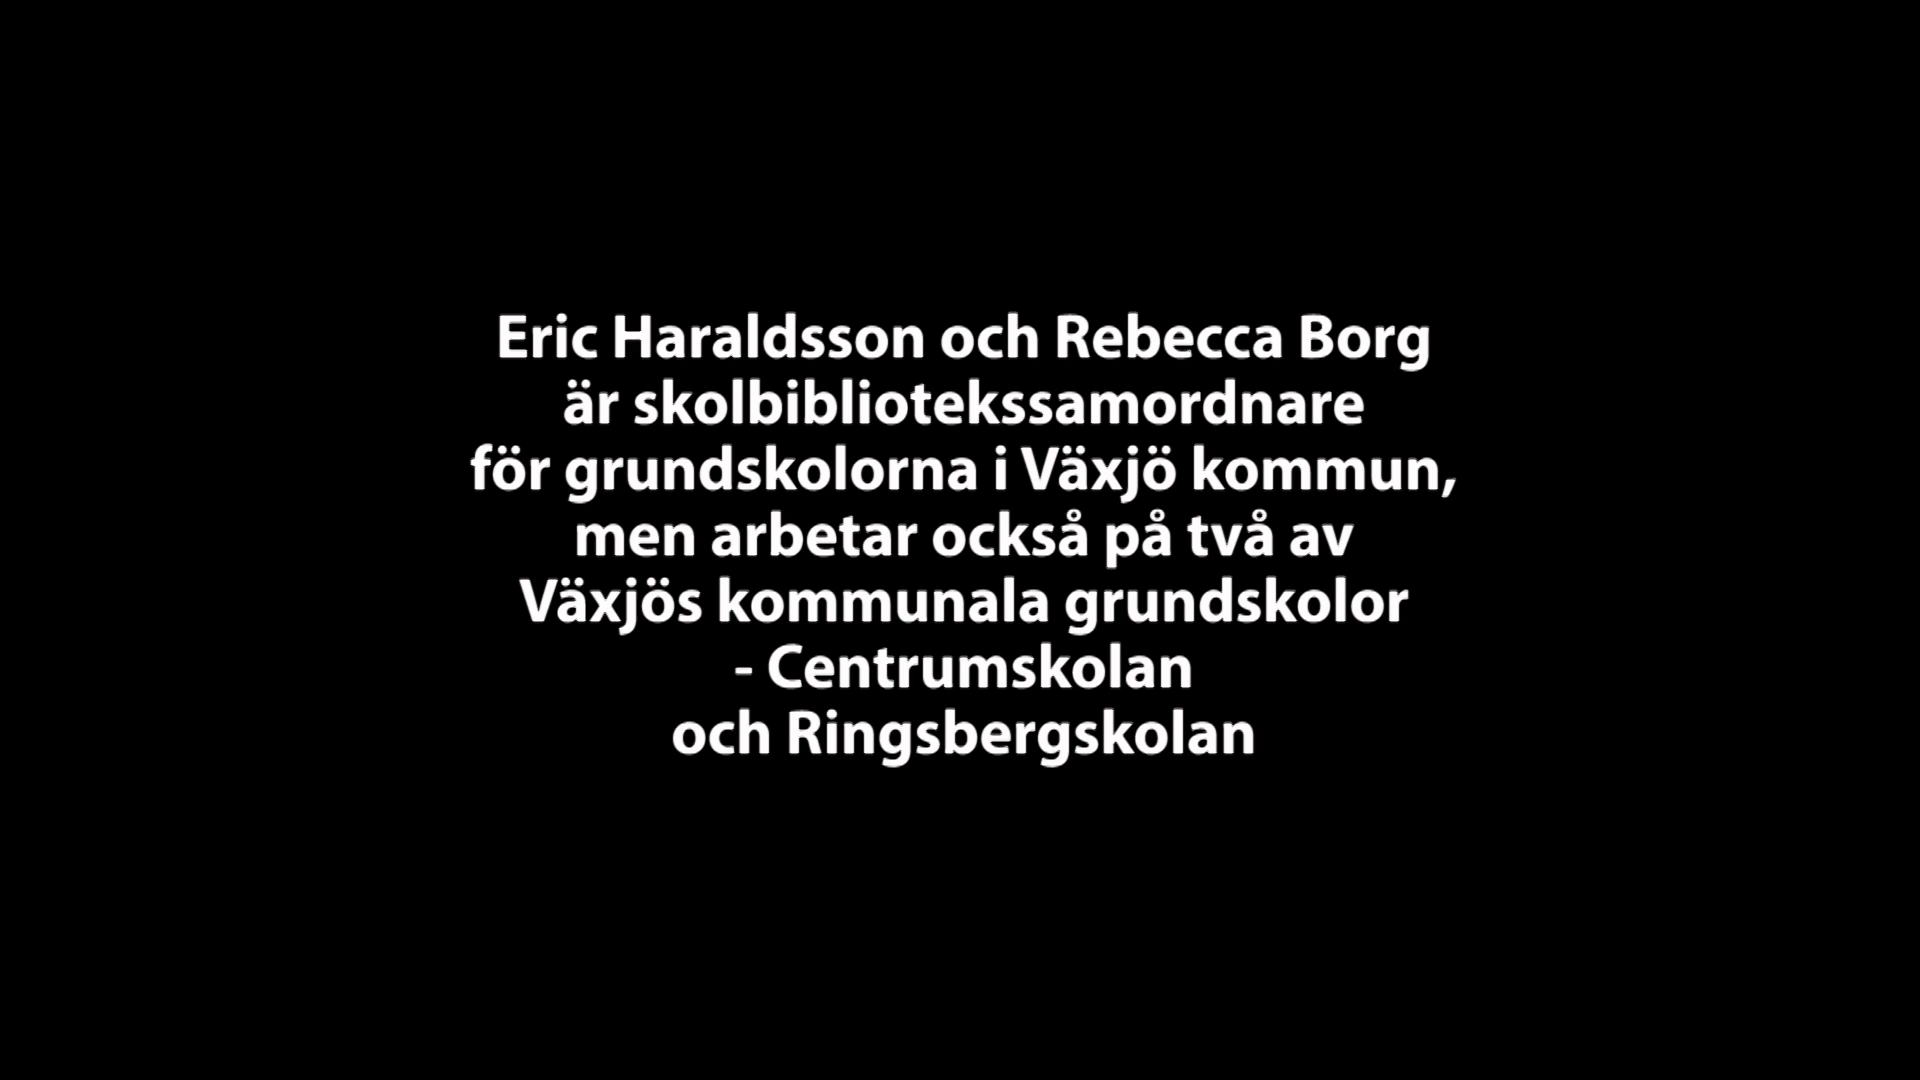 Eric Haraldsson och Rebecca Borg
är skolbibliotekssamordnare
för grundskolorna i Växjö kommun,
men arbetar också på två av
Växjös kommunala grundskolor
- Centrumskolan
och Ringsbergskolan